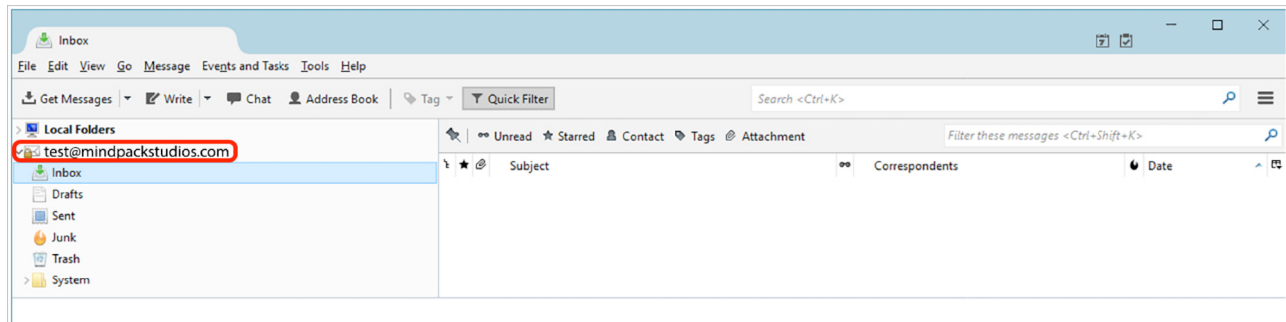 Inbox
File Edit View Go Message Events and Tasks Tools Help
Get Messages Write Chat Address Book Tag Quick Filter Search <Ctrl+K>
Local Folders
Unread Starred Contact Tags Attachment Filter these messages <Ctrl+Shift+K>
test@mindpackstudios.com
Subject Correspondents Date
Inbox
Drafts
Sent
Junk
Trash
System